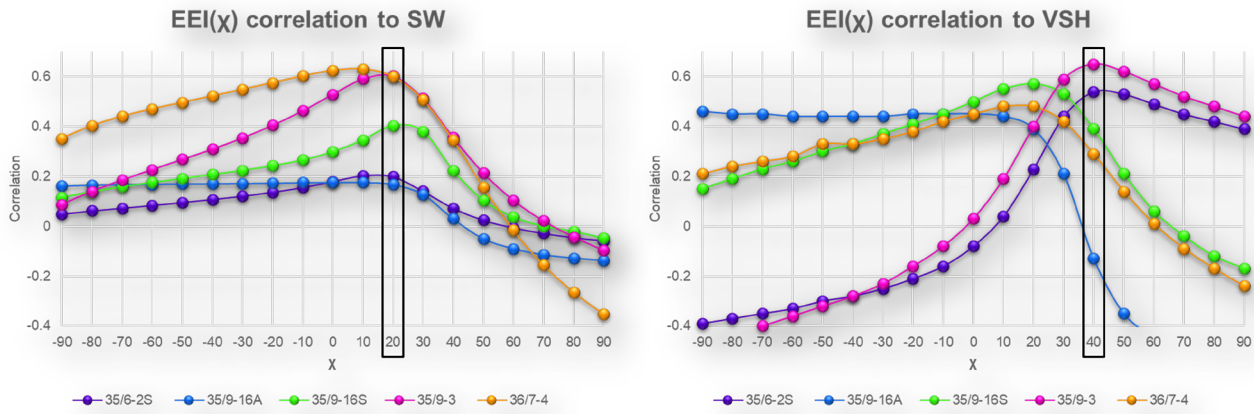 EEI(χ) correlation to SW
Correlation
0.6
0.4
0.2
0
-0.2
-0.4
-90 -80 -70 -60 -50 -40 -30 -20 -10 0 10 20 30 40 50 60 70 80 90
χ
35/6-2S 35/9-16A 35/9-16S 35/9-3 36/7-4
EEI(χ) correlation to VSH
Correlation
0.6
0.4
0.2
0
-0.2
-0.4
-90 -80 -70 -60 -50 -40 -30 -20 -10 0 10 20 30 40 50 60 70 80 90
χ
35/6-2S 35/9-16A 35/9-16S 35/9-3 36/7-4